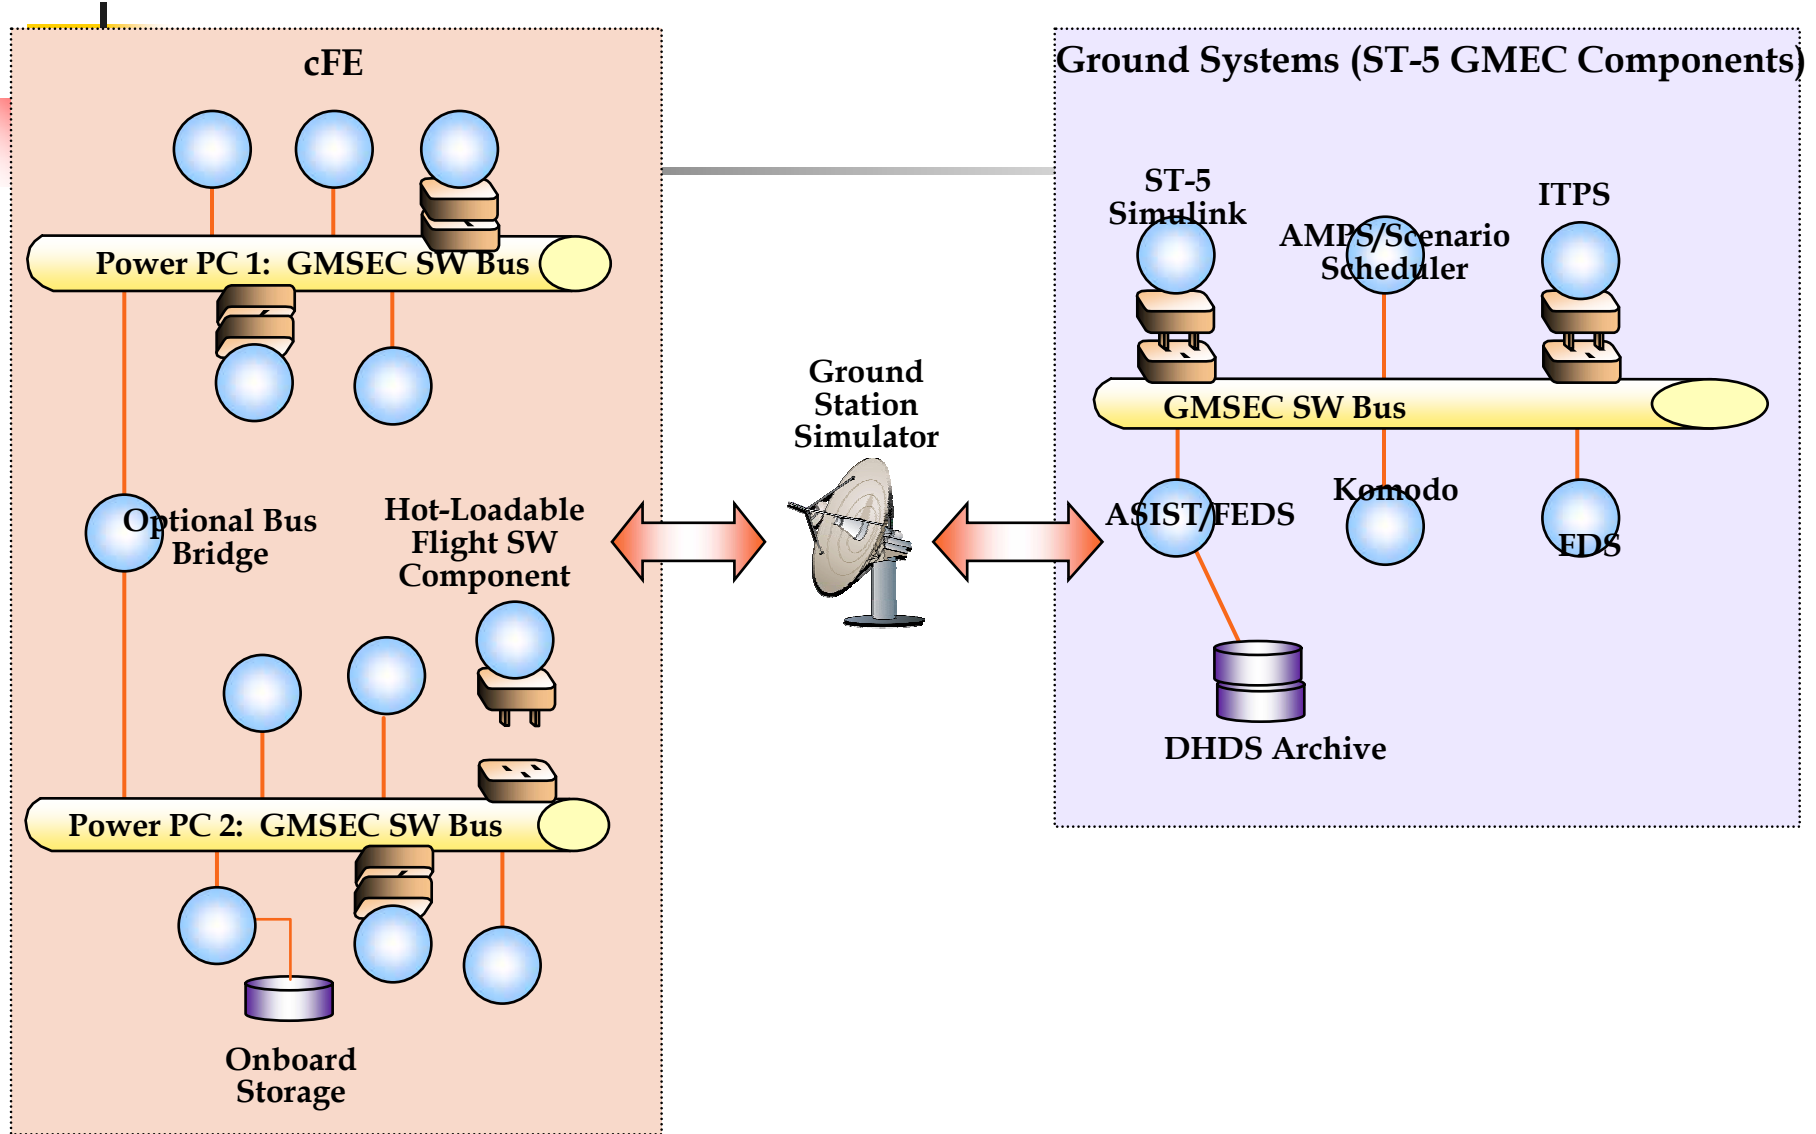 cFE
Ground Systems (ST-5 GMEC Components)
ST-5
Simulink
AMPS/Scenario
Scheduler
ITPS
Power PC 1:  GMSEC SW Bus
Ground
Station
Simulator
GMSEC SW Bus
Optional Bus
Bridge
Hot-Loadable
Flight SW
Component
ASIST/FEDS
Komodo
FDS
DHDS Archive
Power PC 2:  GMSEC SW Bus
Onboard
Storage